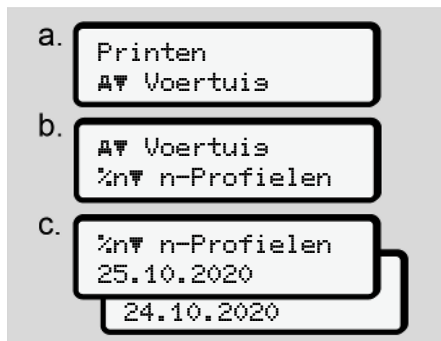 a.
Printen
A▼ Voertuig
b.
A▼ Voertuig
%n▼ n-Profielen
c.
%n▼ n-Profielen
25.10.2020
24.10.2020